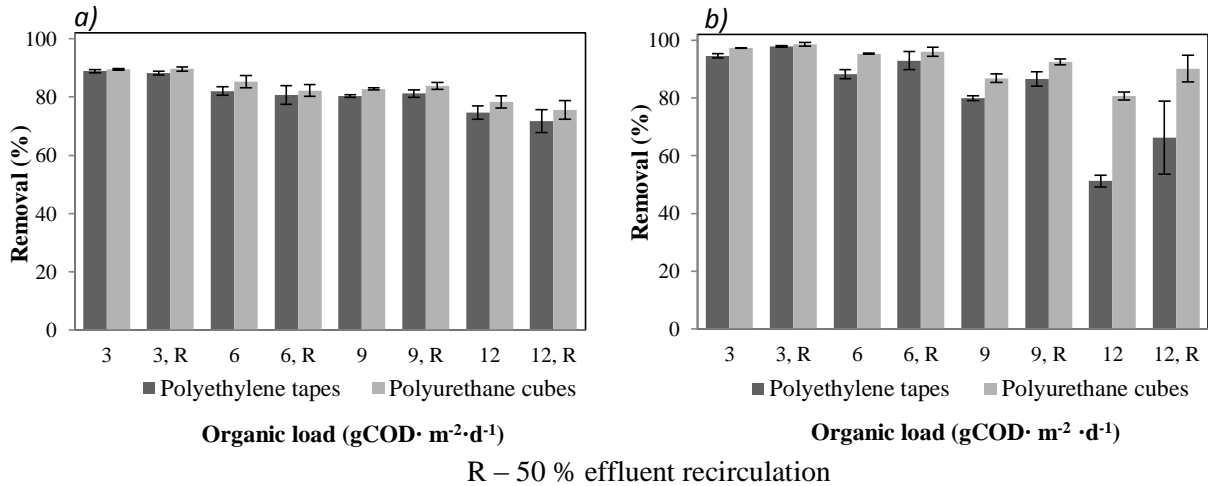 a)
100
80
60
40
20
0
Removal (%)
3 3, R 6 6, R 9 9, R 12 12, R
Polyethylene tapes Polyurethane cubes
Organic load (gCOD· m-2·d-1)
b)
100
80
60
40
20
0
Removal (%)
3 3, R 6 6, R 9 9, R 12 12, R
Polyethylene tapes Polyurethane cubes
Organic load (gCOD· m-2 ·d-1)
R – 50 % effluent recirculation